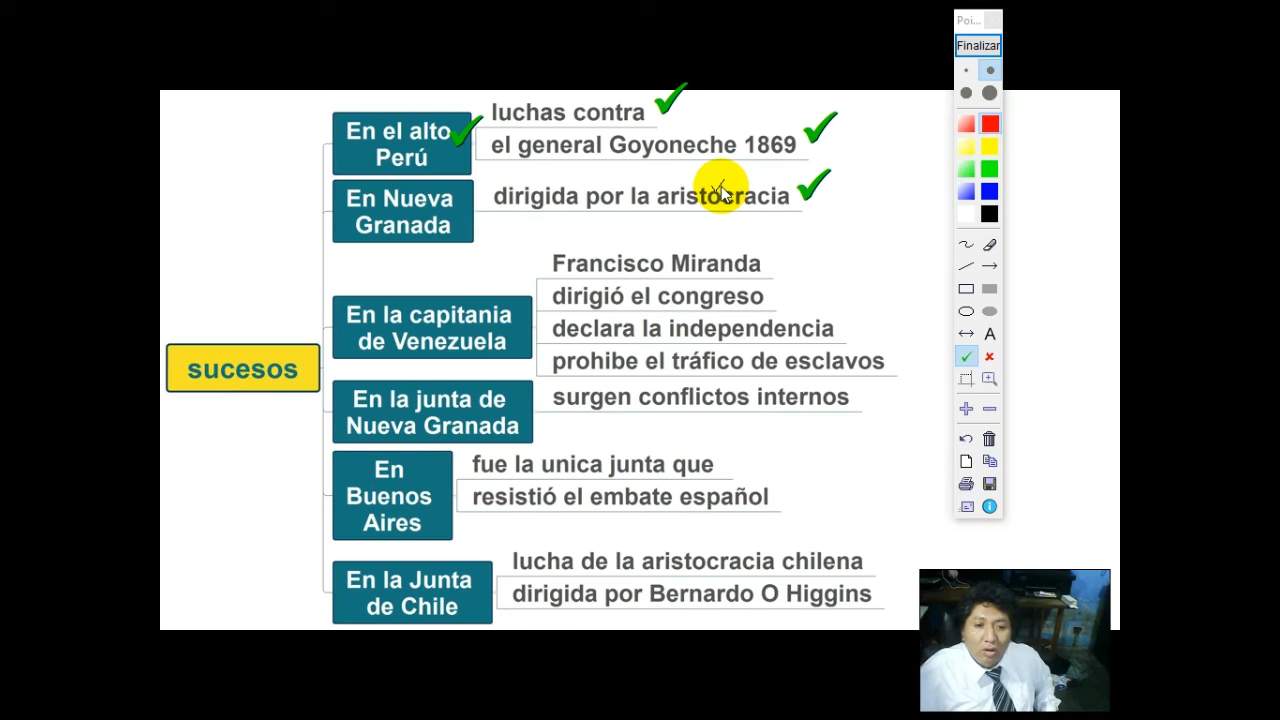 Poi...
Finalizar
luchas contra
En el alto
Perú
el general Goyoneche 1869
En Nueva
Granada
dirigida por la aristocracia
Francisco Miranda
dirigió el congreso
En la capitania
de Venezuela
declara la independencia
prohibe el tráfico de esclavos
sucesos
En la junta de
Nueva Granada
surgen conflictos internos
En
Buenos
Aires
fue la unica junta que
resistió el embate español
En la Junta
de Chile
lucha de la aristocracia chilena
dirigida por Bernardo O Higgins
A